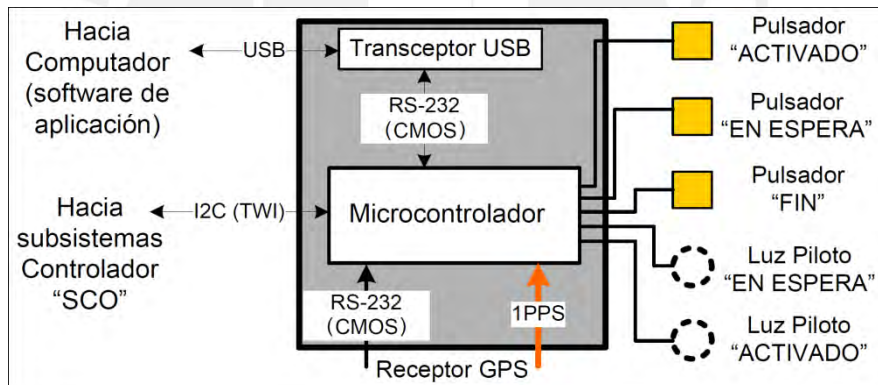 Hacia
Computador
(software de
aplicación)
USB
Transceptor USB
RS-232
(CMOS)
Hacia
subsistemas
Controlador
“SCO”
I2C (TWI)
Microcontrolador
RS-232
(CMOS)
1PPS
Receptor GPS
Pulsador
“ACTIVADO”
Pulsador
“EN ESPERA”
Pulsador
“FIN”
Luz Piloto
“EN ESPERA”
Luz Piloto
“ACTIVADO”